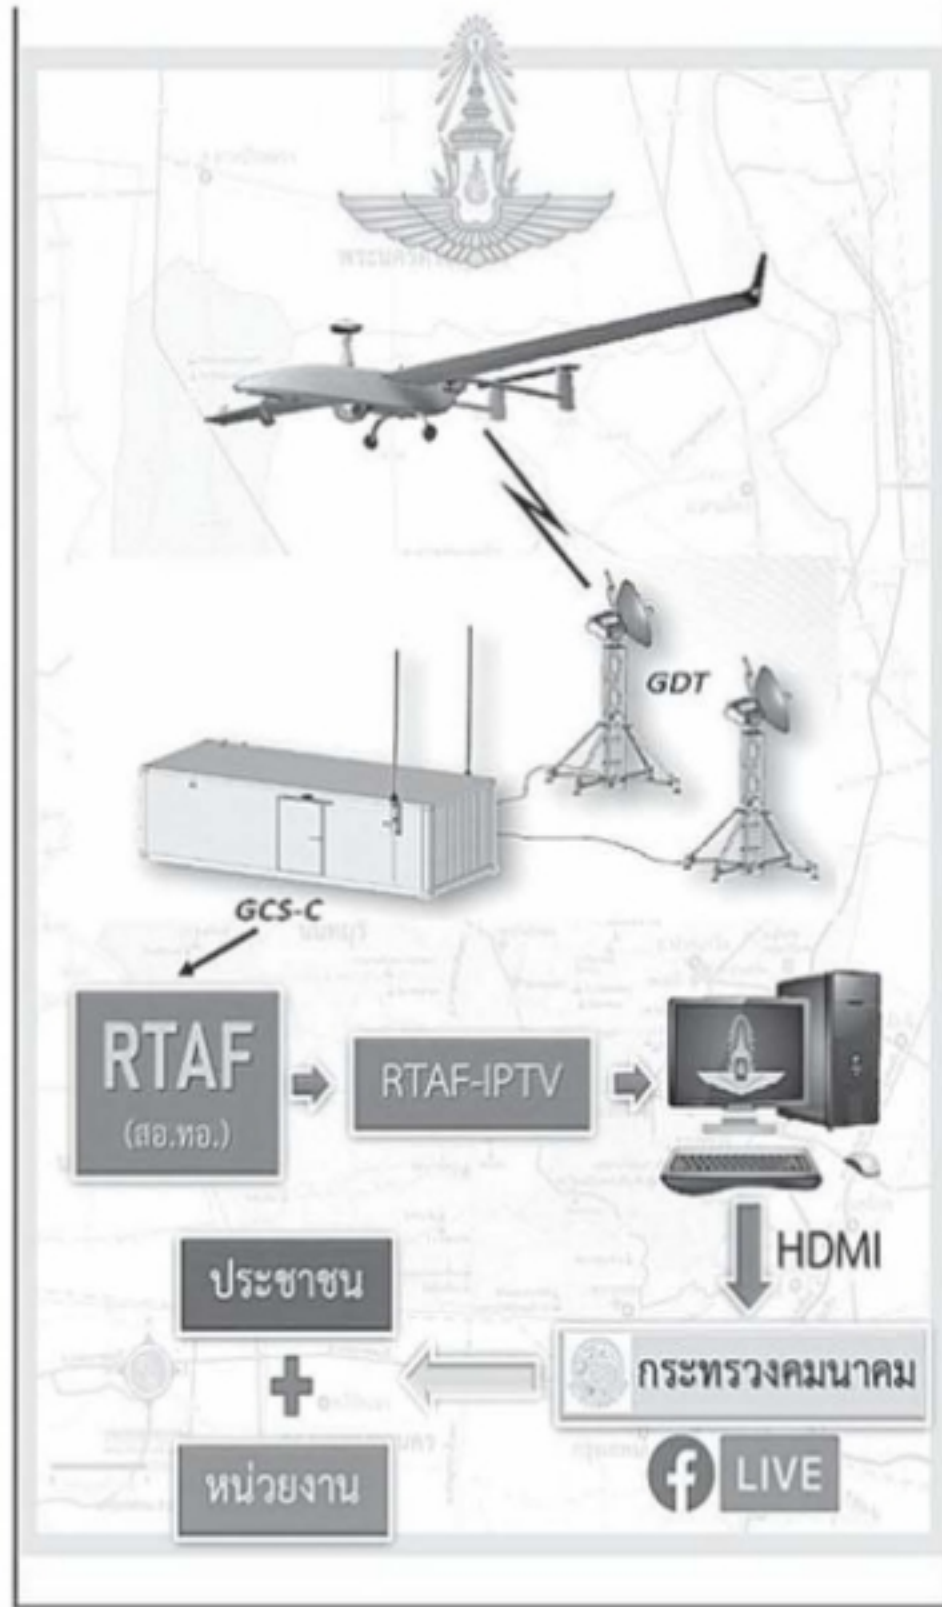 GDT
GCS-C
RTAF
(สอ.ทอ.)
RTAF-IPTV
HDMI
ประชาชน
กระทรวงคมนาคม
หน่วยงาน
LIVE